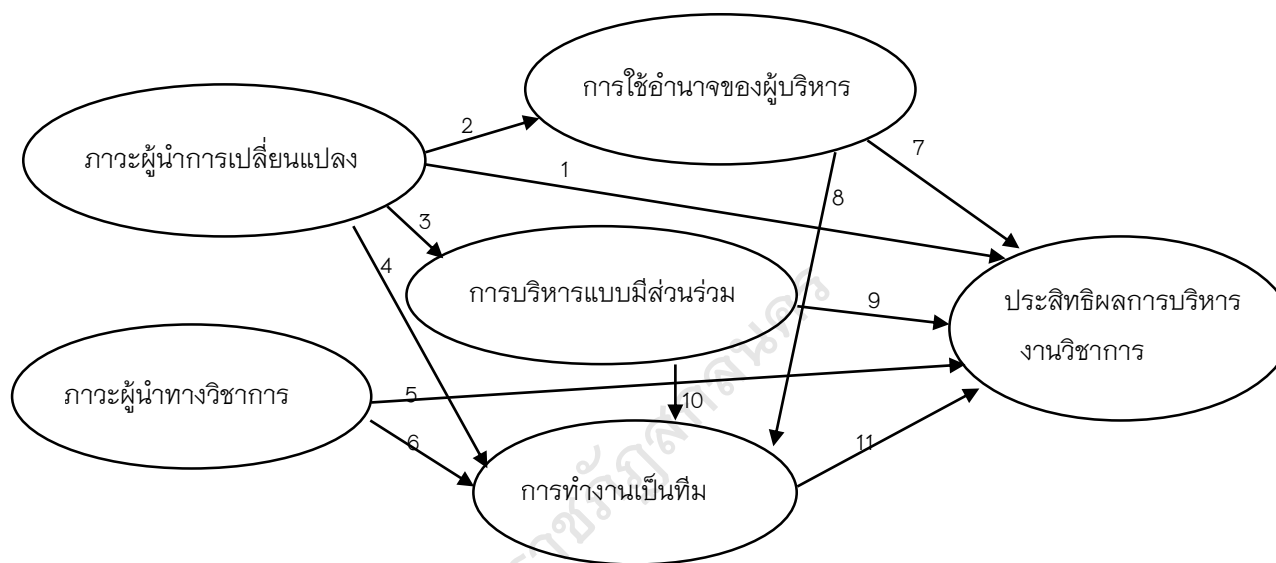 การใช้อำนาจของผู้บริหาร
2
7
ภาวะผู้นำการเปลี่ยนแปลง
1
8
3
4
การบริหารแบบมีส่วนร่วม
9
ประสิทธิผลการบริหาร
งานวิชาการ
ภาวะผู้นำทางวิชาการ
5
10
6
11
การทำงานเป็นทีม